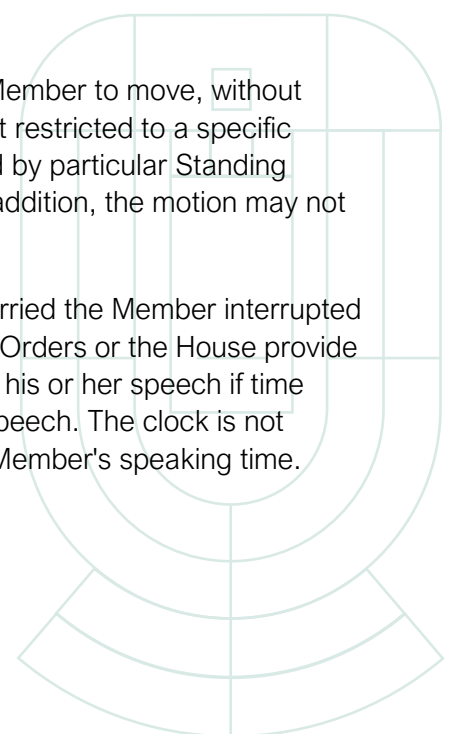 Member to move, without
t restricted to a specific
d by particular Standing
addition, the motion may not
rried the Member interrupted
Orders or the House provide
his or her speech if time
peech. The clock is not
Member's speaking time.